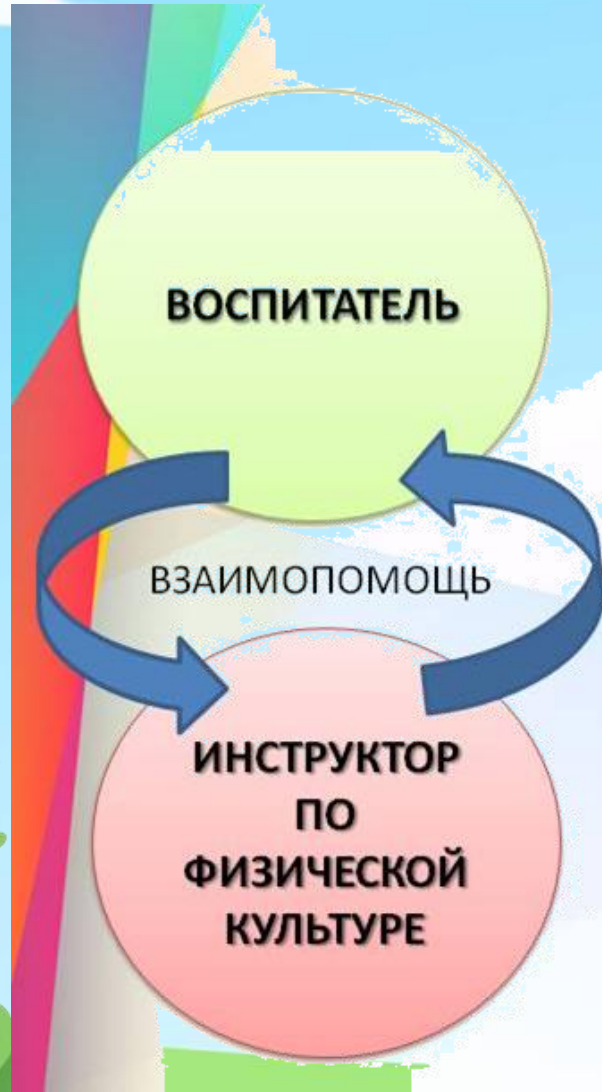 ВОСПИТАТЕЛЬ
ВЗАИМОПОМОЩЬ
ИНСТРУКТОР
ПО
ФИЗИЧЕСКОЙ
КУЛЬТУРЕ